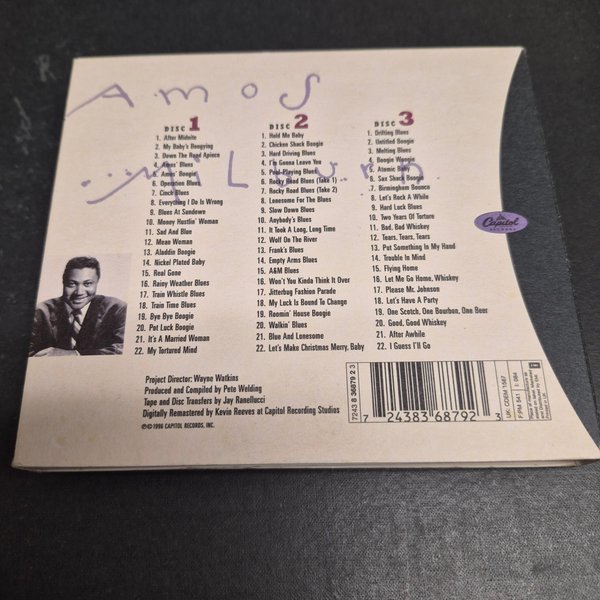 Amos
Milburn
DISC 1
1. After Midnite
2. My Baby's Boogying
3. Down The Road Apiece
4. Amos' Blues
5. Amos' Boogie
6. Operation Blues
7. Cinch Blues
8. Everything I Do Is Wrong
9. Blues At Sundown
10. Money Hustlin' Woman
11. Sad And Blue
12. Mean Woman
13. Aladdin Boogie
14. Nickel Plated Baby
15. Real Gone
16. Rainy Weather Blues
17. Train Whistle Blues
18. Train Time Blues
19. Bye Bye Boogie
20. Pot Luck Boogie
21. It's A Married Woman
22. My Tortured Mind
DISC 2
1. Hold Me Baby
2. Chicken Shack Boogie
3. Hard Driving Blues
4. I'm Gonna Leave You
5. Pool Playing Blues
6. Rocky Road Blues (Take 1)
7. Rocky Road Blues (Take 2)
8. Lonesome For The Blues
9. Slow Down Blues
10. Anybody's Blues
11. It Took A Long, Long Time
12. Wolf On The River
13. Frank's Blues
14. Empty Arms Blues
15. A&M Blues
16. Won't You Kinda Think It Over
17. Jitterbug Fashion Parade
18. My Luck Is Bound To Change
19. Roomin' House Boogie
20. Walkin' Blues
21. Blue And Lonesome
22. Let's Make Christmas Merry, Baby
DISC 3
1. Drifting Blues
2. Untitled Boogie
3. Melting Blues
4. Boogie Woogie
5. Atomic Baby
6. Sax Shack Boogie
7. Birmingham Bounce
8. Let's Rock A While
9. Hard Luck Blues
10. Two Years Of Torture
11. Bad, Bad Whiskey
12. Tears, Tears, Tears
13. Put Something In My Hand
14. Trouble In Mind
15. Flying Home
16. Let Me Go Home, Whiskey
17. Please Mr. Johnson
18. Let's Have A Party
19. One Scotch, One Bourbon, One Beer
20. Good, Good Whiskey
21. After Awhile
22. I Guess I'll Go
Capitol
RECORDS
Project Director: Wayne Watkins
Produced and Compiled by Pete Welding
Tape and Disc Transfers by Jay Ranellucci
Digitally Remastered by Kevin Reeves at Capitol Recording Studios
℗©1996 CAPITOL RECORDS, INC.
7243 8 36879 2 3
7 24383 68792 3
UK: CDEM 1567
F:PM 541 I: 084